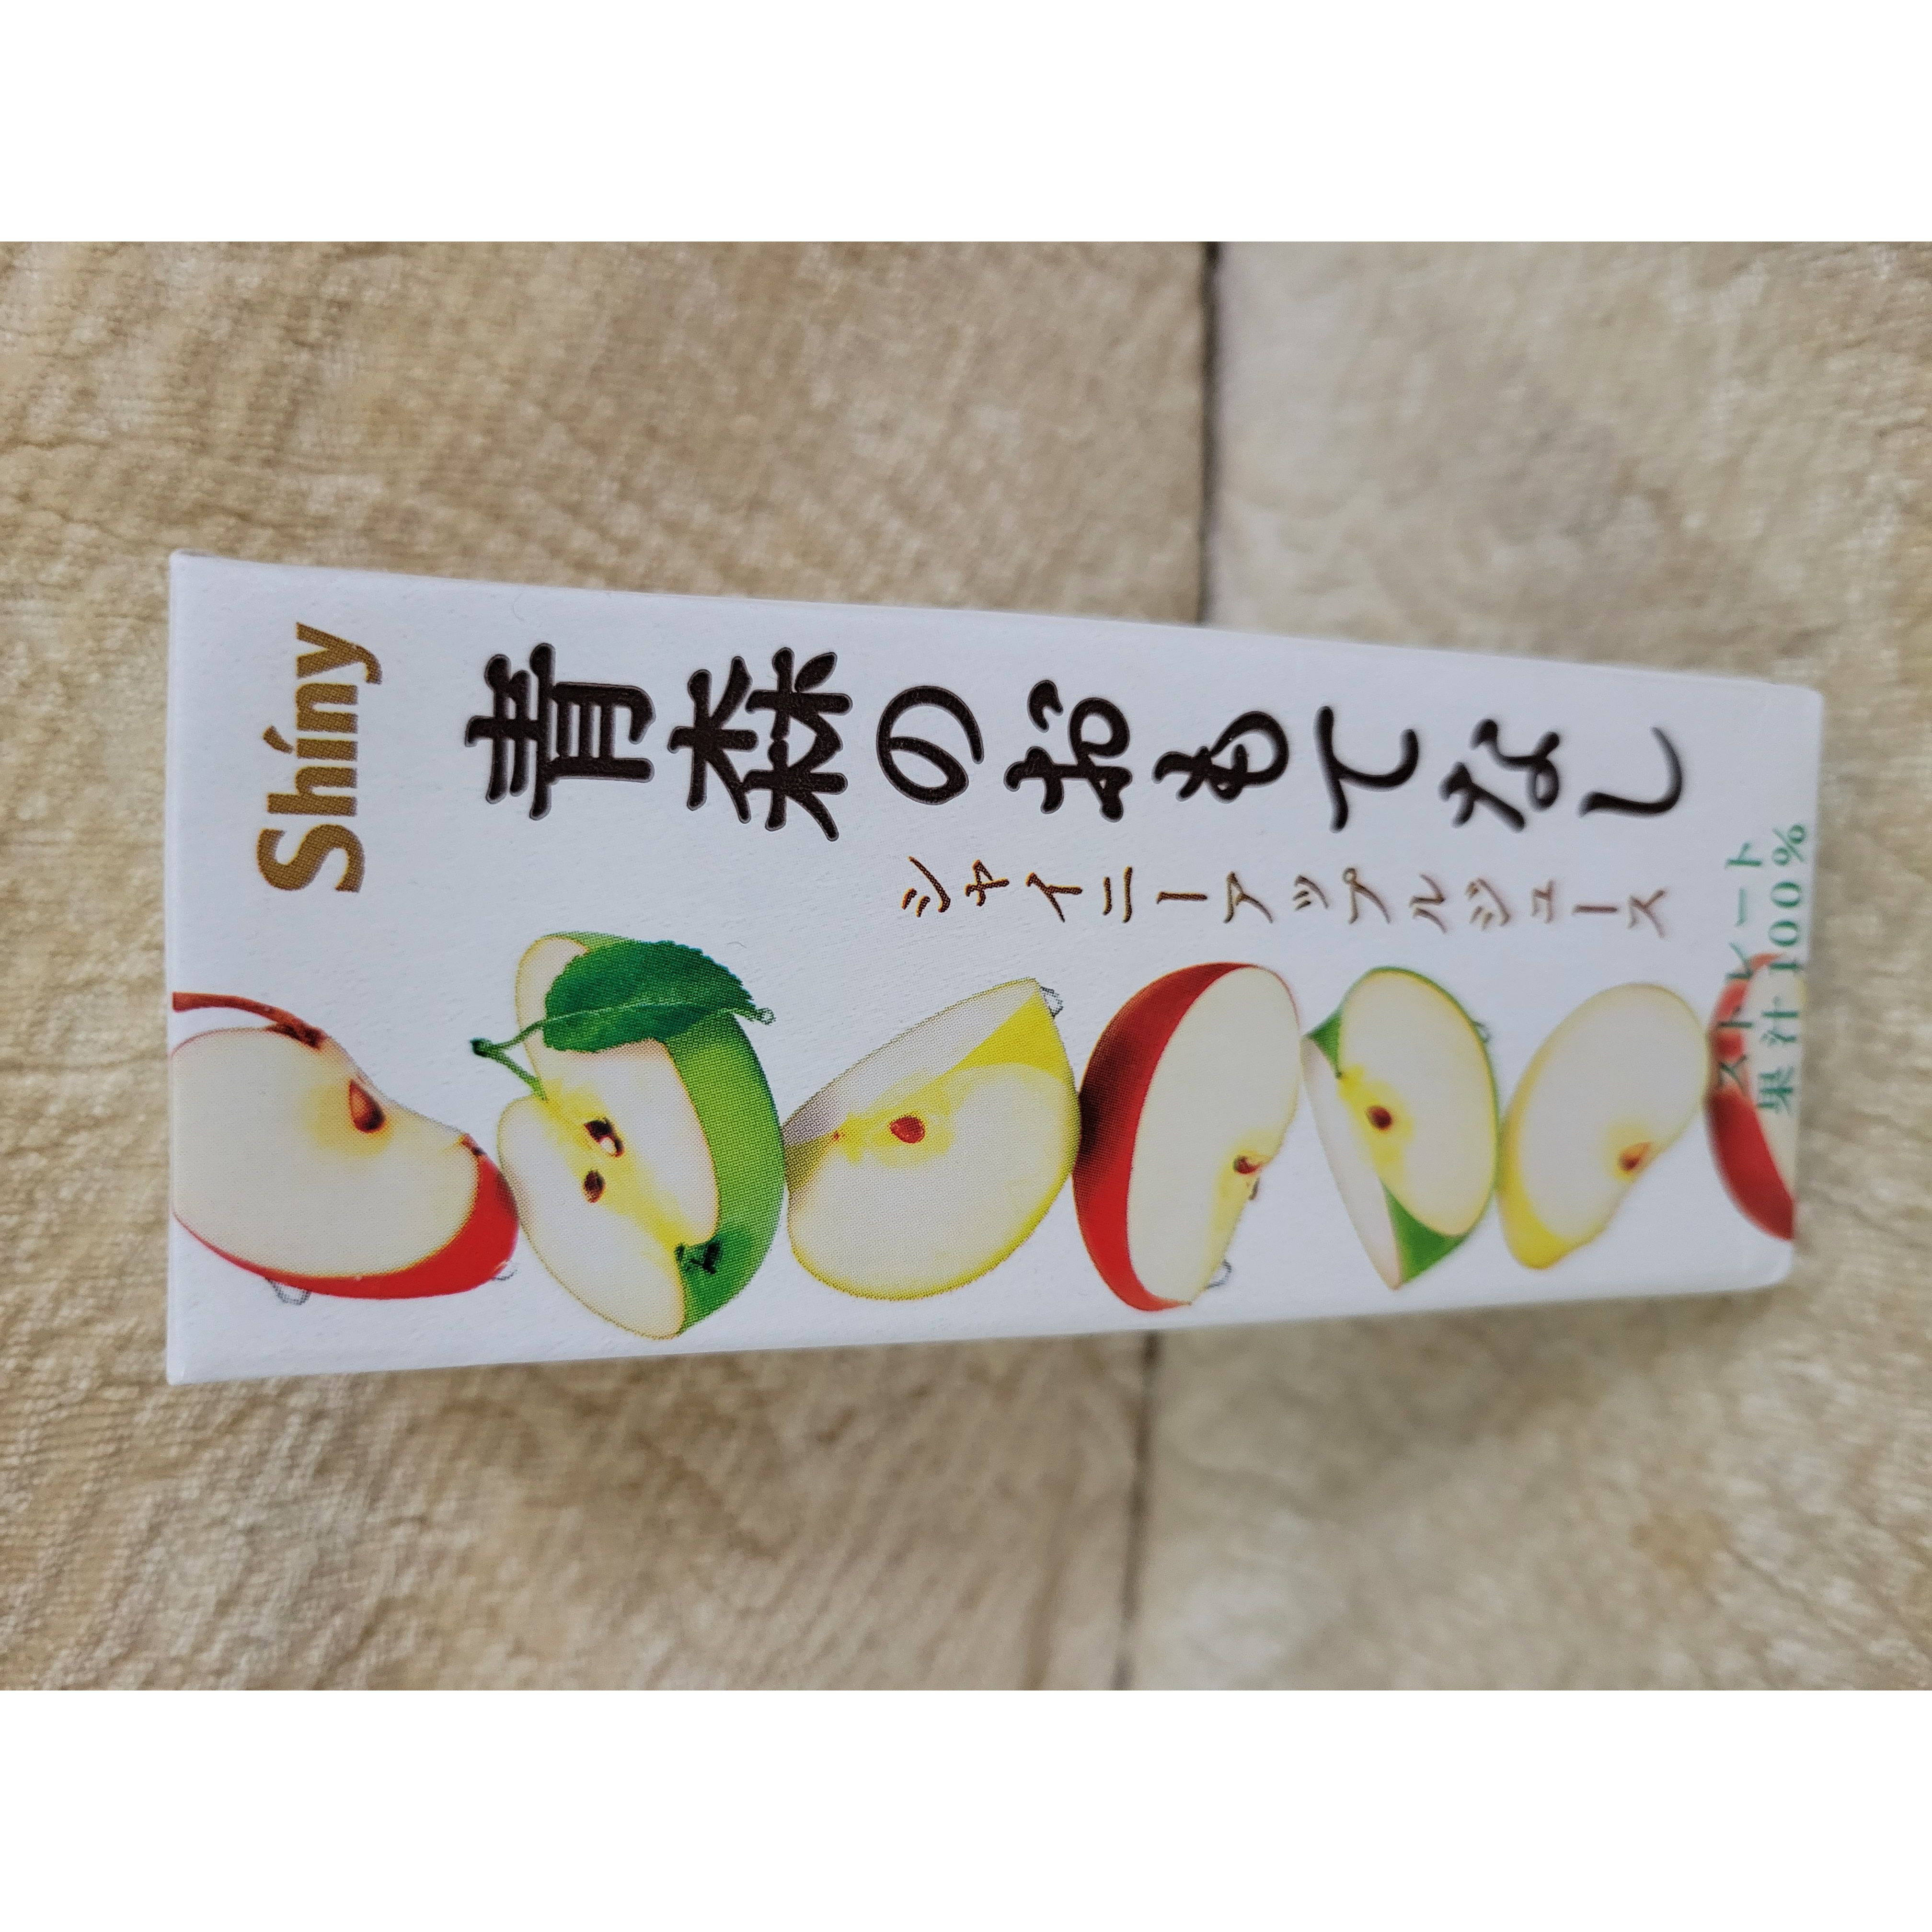 Shiny
青森のおもてなし
シャイニーアップルジュース
ストレート
果汁100%